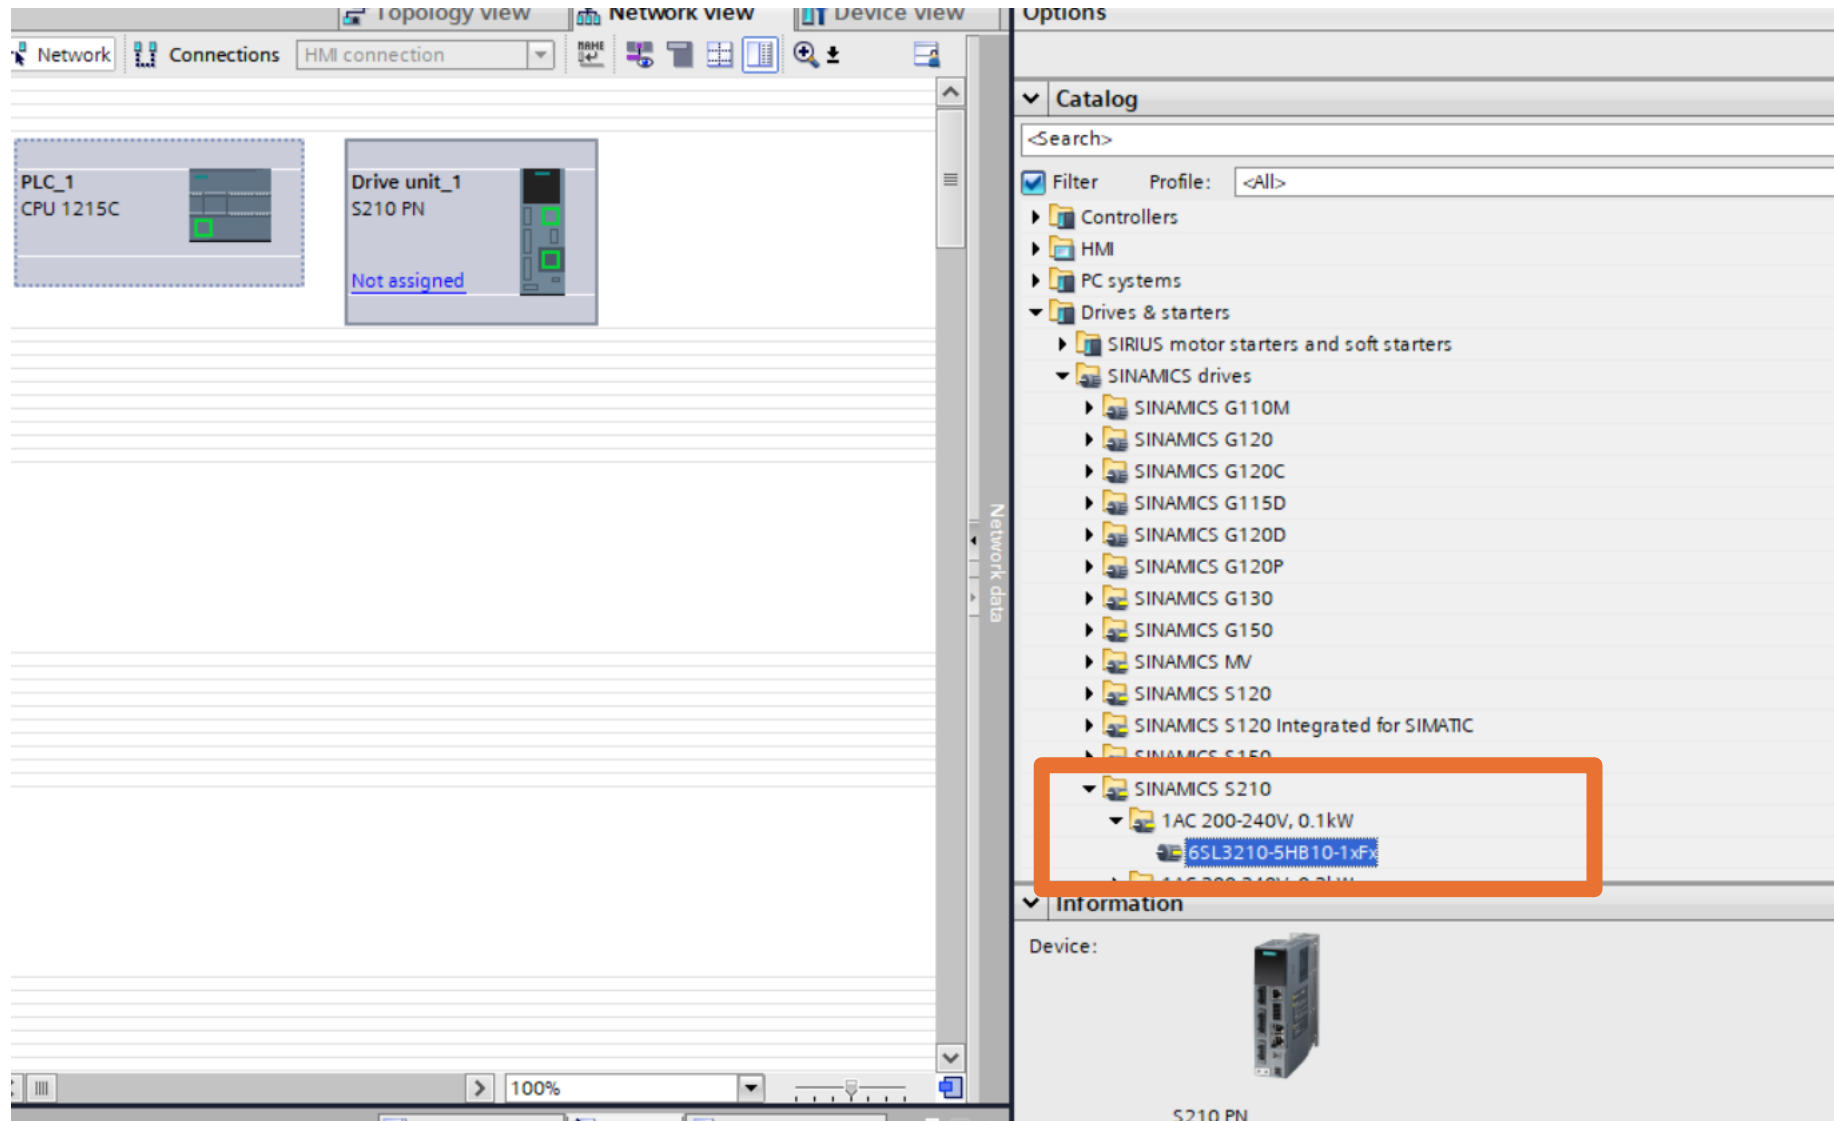 Topology view
Network view
Device view
Options
Network
Connections
HMI connection
NAME
Catalog
<Search>
Filter
Profile:
<All>
PLC_1
CPU 1215C
Drive unit_1
S210 PN
Not assigned
Controllers
HMI
PC systems
Drives & starters
SIRIUS motor starters and soft starters
SINAMICS drives
SINAMICS G110M
SINAMICS G120
SINAMICS G120C
SINAMICS G115D
SINAMICS G120D
SINAMICS G120P
SINAMICS G130
SINAMICS G150
SINAMICS MV
SINAMICS S120
SINAMICS S120 Integrated for SIMATIC
SINAMICS S150
SINAMICS S210
1AC 200-240V, 0.1kW
6SL3210-5HB10-1xFx
Network data
Information
Device:
S210 PN
100%